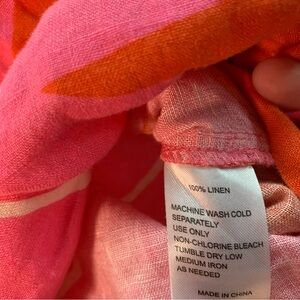 100% LINEN
MACHINE WASH COLD
SEPARATELY
USE ONLY
NON-CHLORINE BLEACH
TUMBLE DRY LOW
MEDIUM IRON
AS NEEDED
MADE IN CHINA